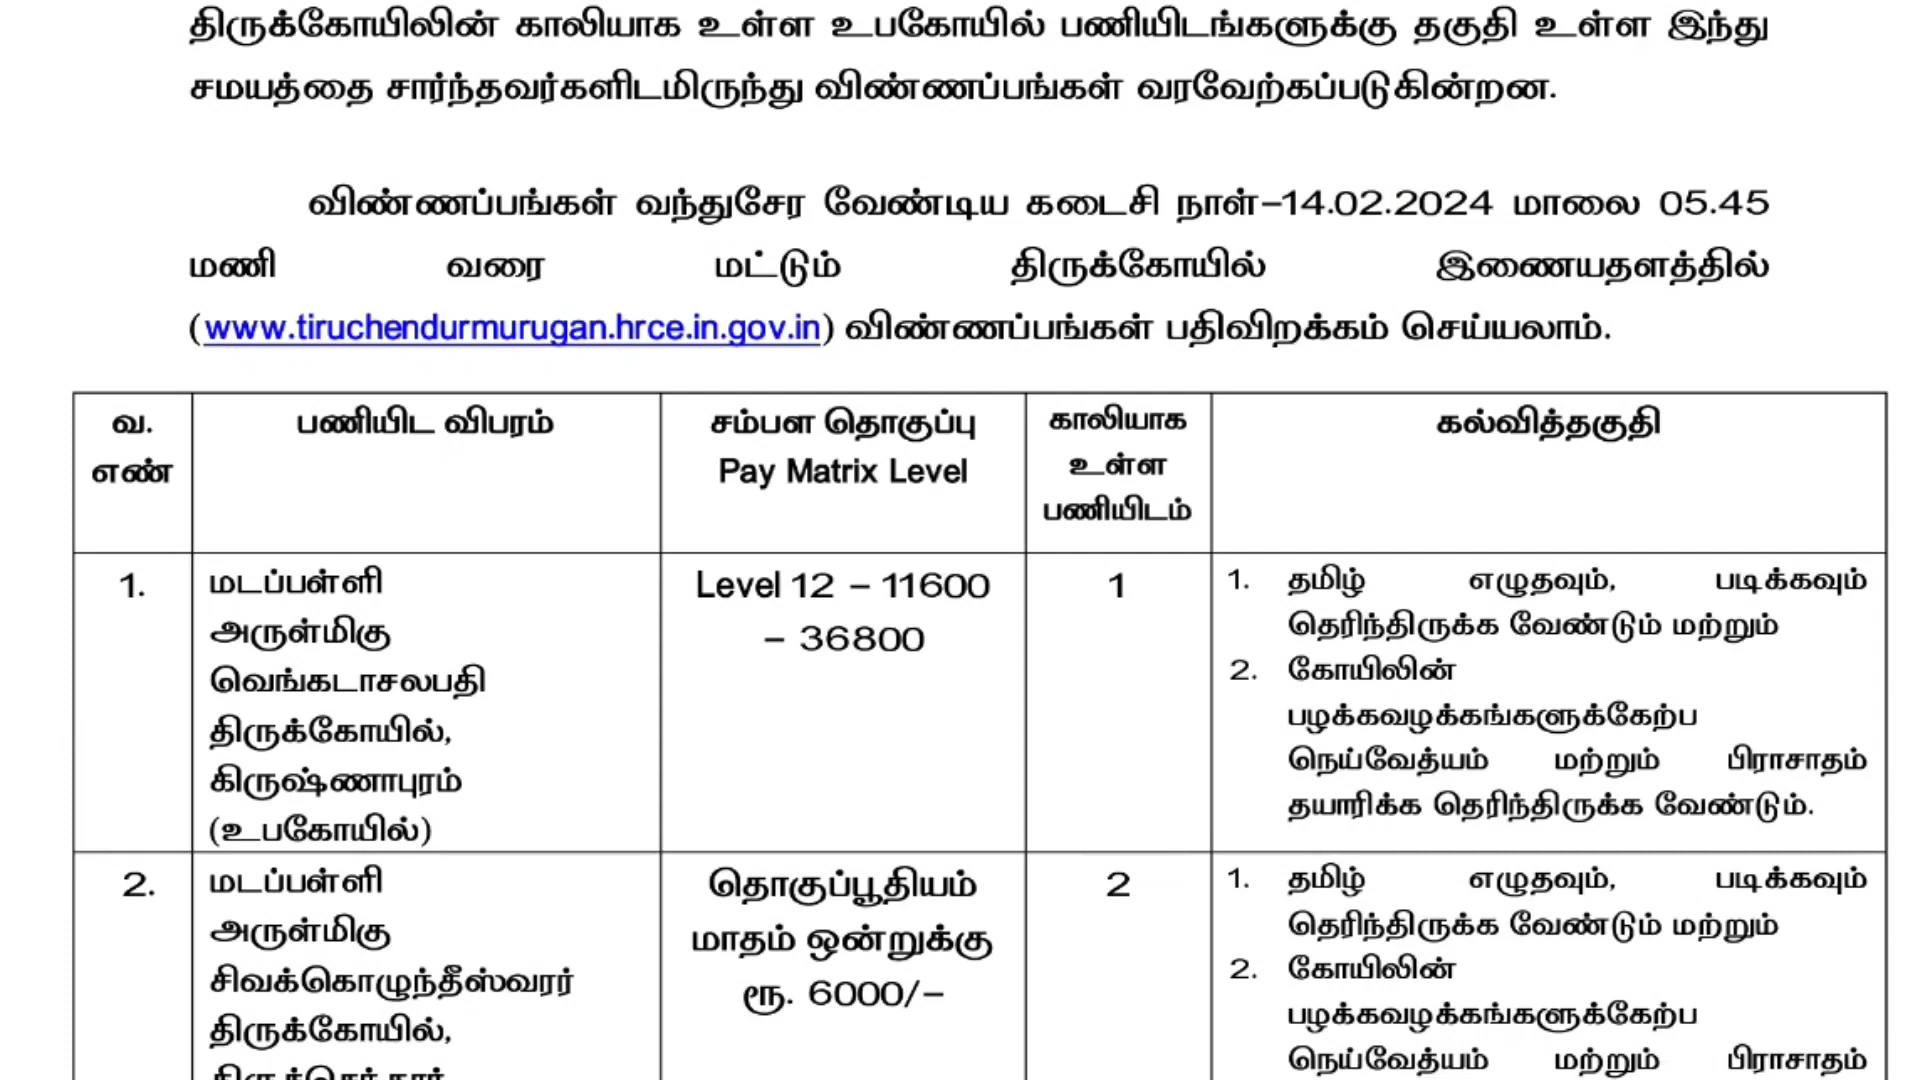 திருக்கோயிலின் காலியாக உள்ள உபகோயில் பணியிடங்களுக்கு தகுதி உள்ள இந்து
சமயத்தை சார்ந்தவர்களிடமிருந்து விண்ணப்பங்கள் வரவேற்கப்படுகின்றன.
விண்ணப்பங்கள் வந்துசேர வேண்டிய கடைசி நாள்–14.02.2024 மாலை 05.45
மணி வரை மட்டும் திருக்கோயில் இணையதளத்தில்
(www.tiruchendurmurugan.hrce.in.gov.in) விண்ணப்பங்கள் பதிவிறக்கம் செய்யலாம்.
வ.
எண்
பணியிட விபரம்
சம்பள தொகுப்பு
Pay Matrix Level
காலியாக
உள்ள
பணியிடம்
கல்வித்தகுதி
1.
மடப்பள்ளி
அருள்மிகு
வெங்கடாசலபதி
திருக்கோயில்,
கிருஷ்ணாபுரம்
(உபகோயில்)
Level 12 – 11600
– 36800
1
1. தமிழ் எழுதவும், படிக்கவும்
தெரிந்திருக்க வேண்டும் மற்றும்
2. கோயிலின்
பழக்கவழக்கங்களுக்கேற்ப
நெய்வேத்யம் மற்றும் பிராசாதம்
தயாரிக்க தெரிந்திருக்க வேண்டும்.
2.
மடப்பள்ளி
அருள்மிகு
சிவக்கொழுந்தீஸ்வரர்
திருக்கோயில்,
தொகுப்பூதியம்
மாதம் ஒன்றுக்கு
ரூ. 6000/–
2
1. தமிழ் எழுதவும், படிக்கவும்
தெரிந்திருக்க வேண்டும் மற்றும்
2. கோயிலின்
பழக்கவழக்கங்களுக்கேற்ப
நெய்வேத்யம் மற்றும் பிராசாதம்